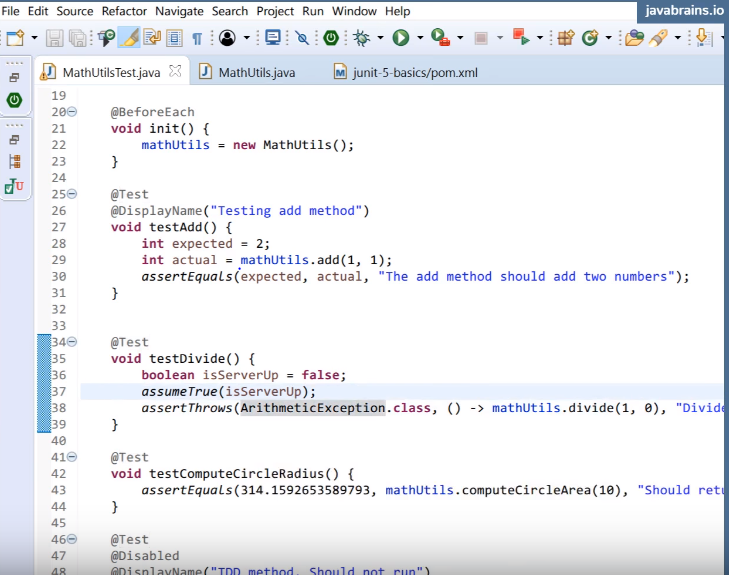 File Edit Source Refactor Navigate Search Project Run Window Help
javabrains.io
MathUtilsTest.java MathUtils.java junit-5-basics/pom.xml
19
20 @BeforeEach
21 void init() {
22 mathUtils = new MathUtils();
23 }
24
25 @Test
26 @DisplayName("Testing add method")
27 void testAdd() {
28 int expected = 2;
29 int actual = mathUtils.add(1, 1);
30 assertEquals(expected, actual, "The add method should add two numbers");
31 }
32
33
34 @Test
35 void testDivide() {
36 boolean isServerUp = false;
37 assumeTrue(isServerUp);
38 assertThrows(ArithmeticException.class, () -> mathUtils.divide(1, 0), "Divide
39 }
40
41 @Test
42 void testComputeCircleRadius() {
43 assertEquals(314.1592653589793, mathUtils.computeCircleArea(10), "Should retu
44 }
45
46 @Test
47 @Disabled
48 @DisplayName("TDD method. Should not run")